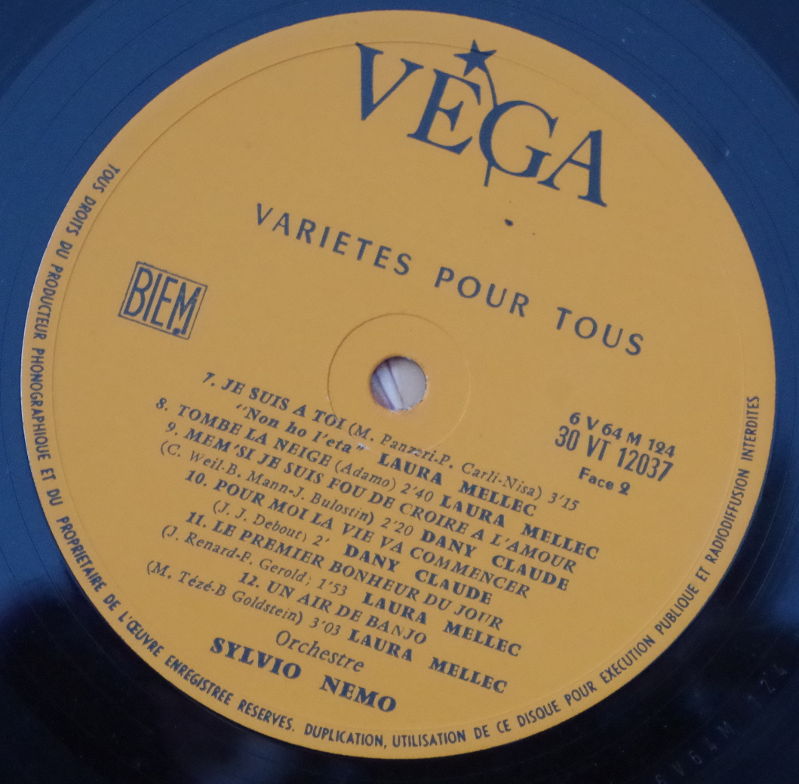 VEGA
VARIETES POUR TOUS
BIEM
6 V 64 M 124
30 VT 12037
Face 2
7. JE SUIS A TOI (M. Panzeri-P. Carli-Nisa) 3'15
"Non ho l'eta" LAURA MELLEC
8. TOMBE LA NEIGE (Adamo) 2'40 LAURA MELLEC
9. MEM'SI JE SUIS FOU DE CROIRE A L'AMOUR
(C. Weil-B. Mann-J. Bulostin) 2'20 DANY CLAUDE
10. POUR MOI LA VIE VA COMMENCER
(J. J. Debout) 2' DANY CLAUDE
11. LE PREMIER BONHEUR DU JOUR
(J. Renard-F. Gerold; 1'53 LAURA MELLEC
12. UN AIR DE BANJO
(M. Tézé-B Goldstein) 3'03 LAURA MELLEC
Orchestre
SYLVIO NEMO
TOUS DROITS DU PRODUCTEUR PHONOGRAPHIQUE ET DU PROPRIETAIRE DE L'ŒUVRE ENREGISTREE RESERVES. DUPLICATION, UTILISATION DE CE DISQUE POUR EXECUTION PUBLIQUE ET RADIODIFFUSION INTERDITES